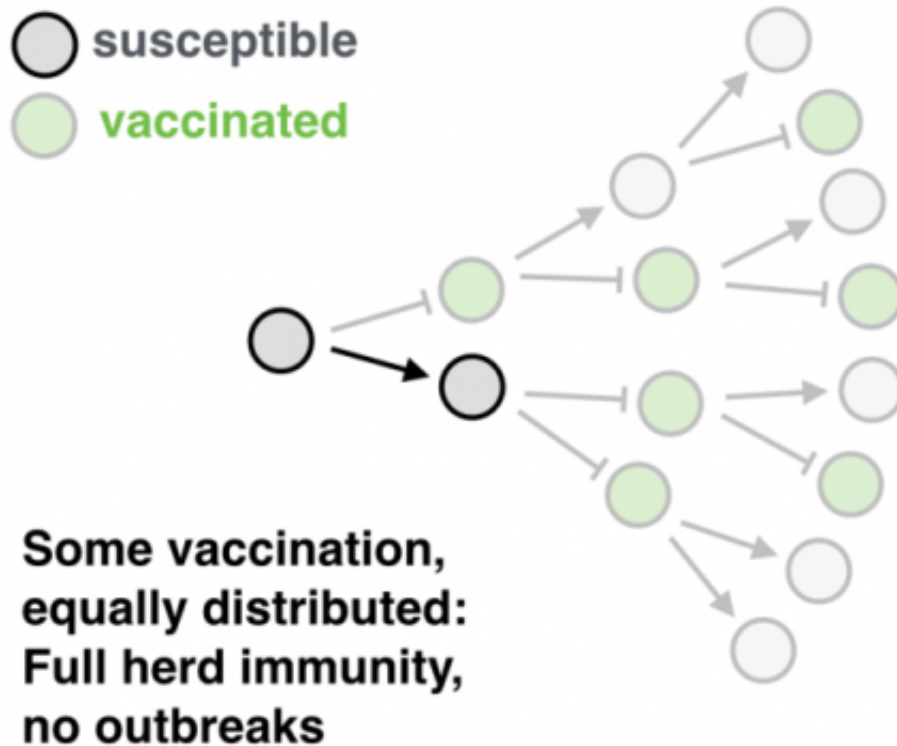 susceptible
vaccinated
Some vaccination,
equally distributed:
Full herd immunity,
no outbreaks